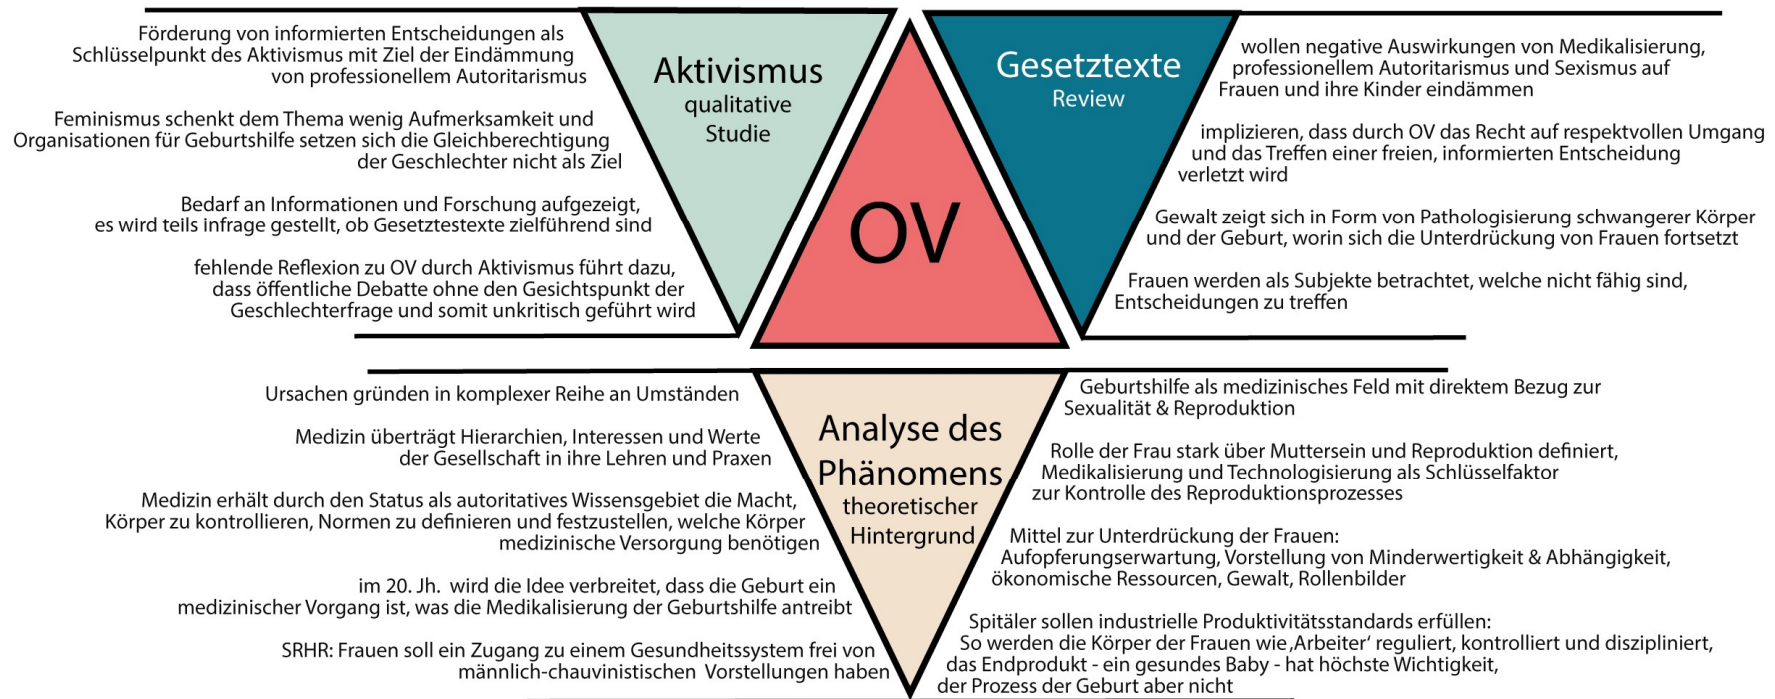 Förderung von informierten Entscheidungen als
Schlüsselpunkt des Aktivismus mit Ziel der Eindämmung
von professionellem Autoritarismus
Feminismus schenkt dem Thema wenig Aufmerksamkeit und
Organisationen für Geburtshilfe setzen sich die Gleichberechtigung
der Geschlechter nicht als Ziel
Bedarf an Informationen und Forschung aufgezeigt,
es wird teils infrage gestellt, ob Gesetztestexte zielführend sind
fehlende Reflexion zu OV durch Aktivismus führt dazu,
dass öffentliche Debatte ohne den Gesichtspunkt der
Geschlechterfrage und somit unkritisch geführt wird
Aktivismus
qualitative
Studie
OV
Gesetztexte
Review
wollen negative Auswirkungen von Medikalisierung,
professionellem Autoritarismus und Sexismus auf
Frauen und ihre Kinder eindämmen
implizieren, dass durch OV das Recht auf respektvollen Umgang
und das Treffen einer freien, informierten Entscheidung
verletzt wird
Gewalt zeigt sich in Form von Pathologisierung schwangerer Körper
und der Geburt, worin sich die Unterdrückung von Frauen fortsetzt
Frauen werden als Subjekte betrachtet, welche nicht fähig sind,
Entscheidungen zu treffen
Ursachen gründen in komplexer Reihe an Umständen
Medizin überträgt Hierarchien, Interessen und Werte
der Gesellschaft in ihre Lehren und Praxen
Medizin erhält durch den Status als autoritatives Wissensgebiet die Macht,
Körper zu kontrollieren, Normen zu definieren und festzustellen, welche Körper
medizinische Versorgung benötigen
im 20. Jh. wird die Idee verbreitet, dass die Geburt ein
medizinischer Vorgang ist, was die Medikalisierung der Geburtshilfe antreibt
SRHR: Frauen soll ein Zugang zu einem Gesundheitssystem frei von
männlich-chauvinistischen Vorstellungen haben
Analyse des
Phänomens
theoretischer
Hintergrund
Geburtshilfe als medizinisches Feld mit direktem Bezug zur
Sexualität & Reproduktion
Rolle der Frau stark über Muttersein und Reproduktion definiert,
Medikalisierung und Technologisierung als Schlüsselfaktor
zur Kontrolle des Reproduktionsprozesses
Mittel zur Unterdrückung der Frauen:
Aufopferungserwartung, Vorstellung von Minderwertigkeit & Abhängigkeit,
ökonomische Ressourcen, Gewalt, Rollenbilder
Spitäler sollen industrielle Produktivitätsstandards erfüllen:
So werden die Körper der Frauen wie ‚Arbeiter‘ reguliert, kontrolliert und diszipliniert,
das Endprodukt - ein gesundes Baby - hat höchste Wichtigkeit,
der Prozess der Geburt aber nicht